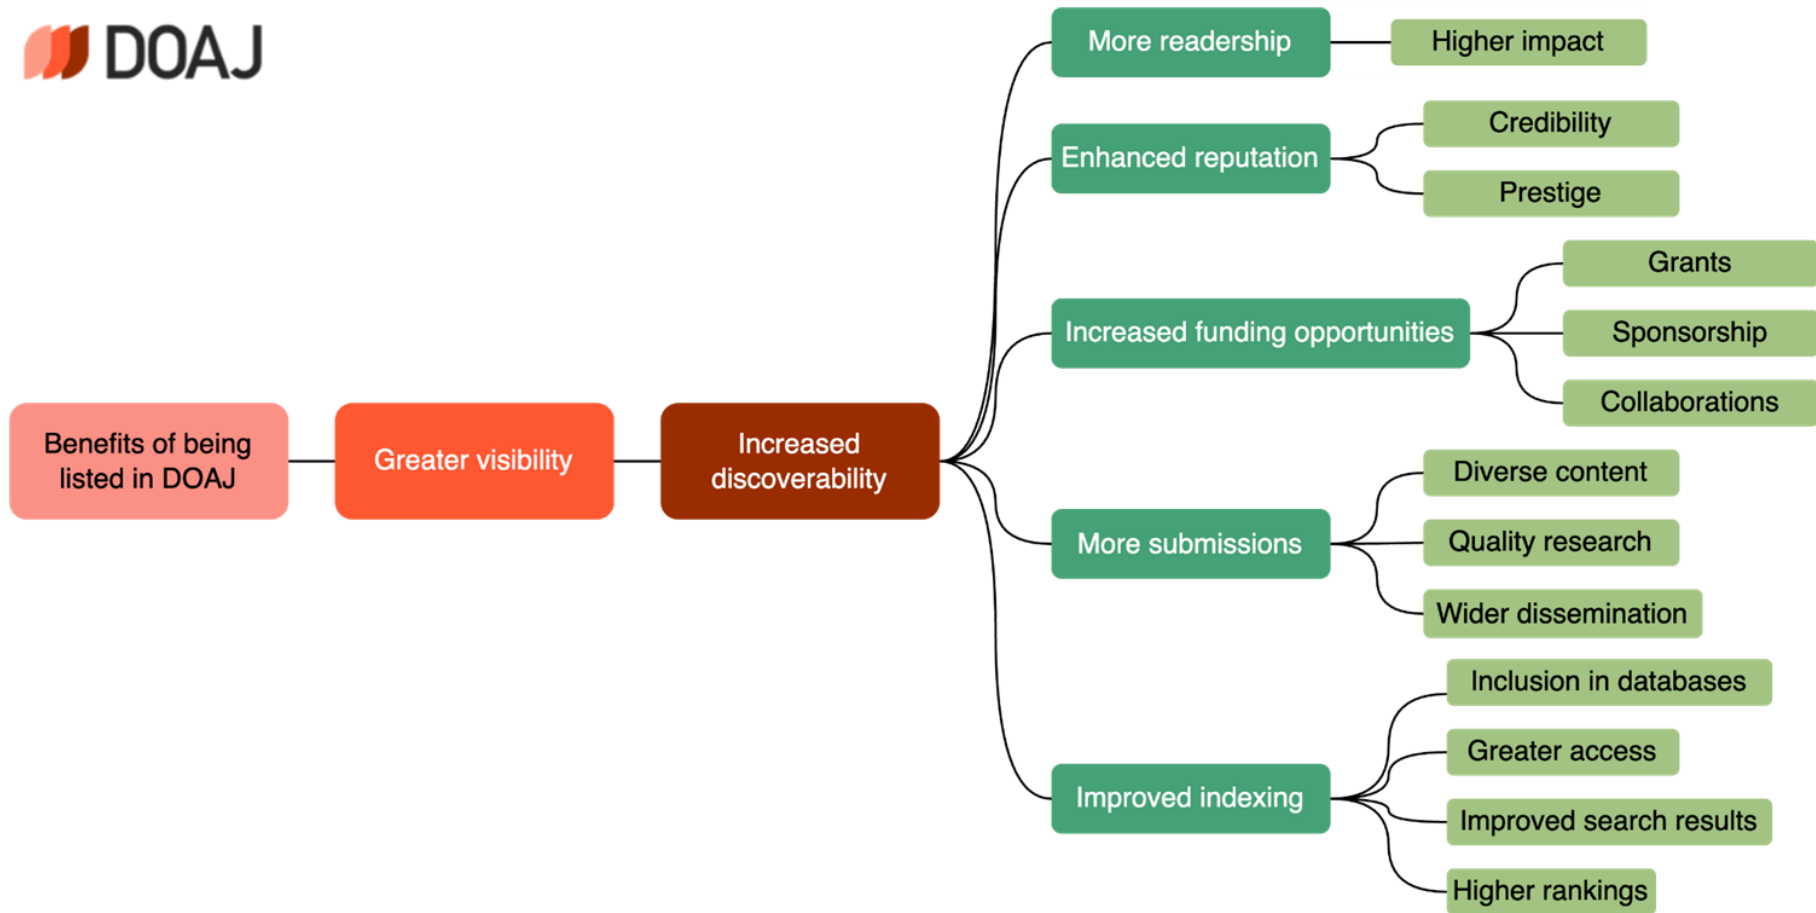 DOAJ
Benefits of being
listed in DOAJ
Greater visibility
Increased
discoverability
More readership
Higher impact
Enhanced reputation
Credibility
Prestige
Increased funding opportunities
Grants
Sponsorship
Collaborations
More submissions
Diverse content
Quality research
Wider dissemination
Improved indexing
Inclusion in databases
Greater access
Improved search results
Higher rankings